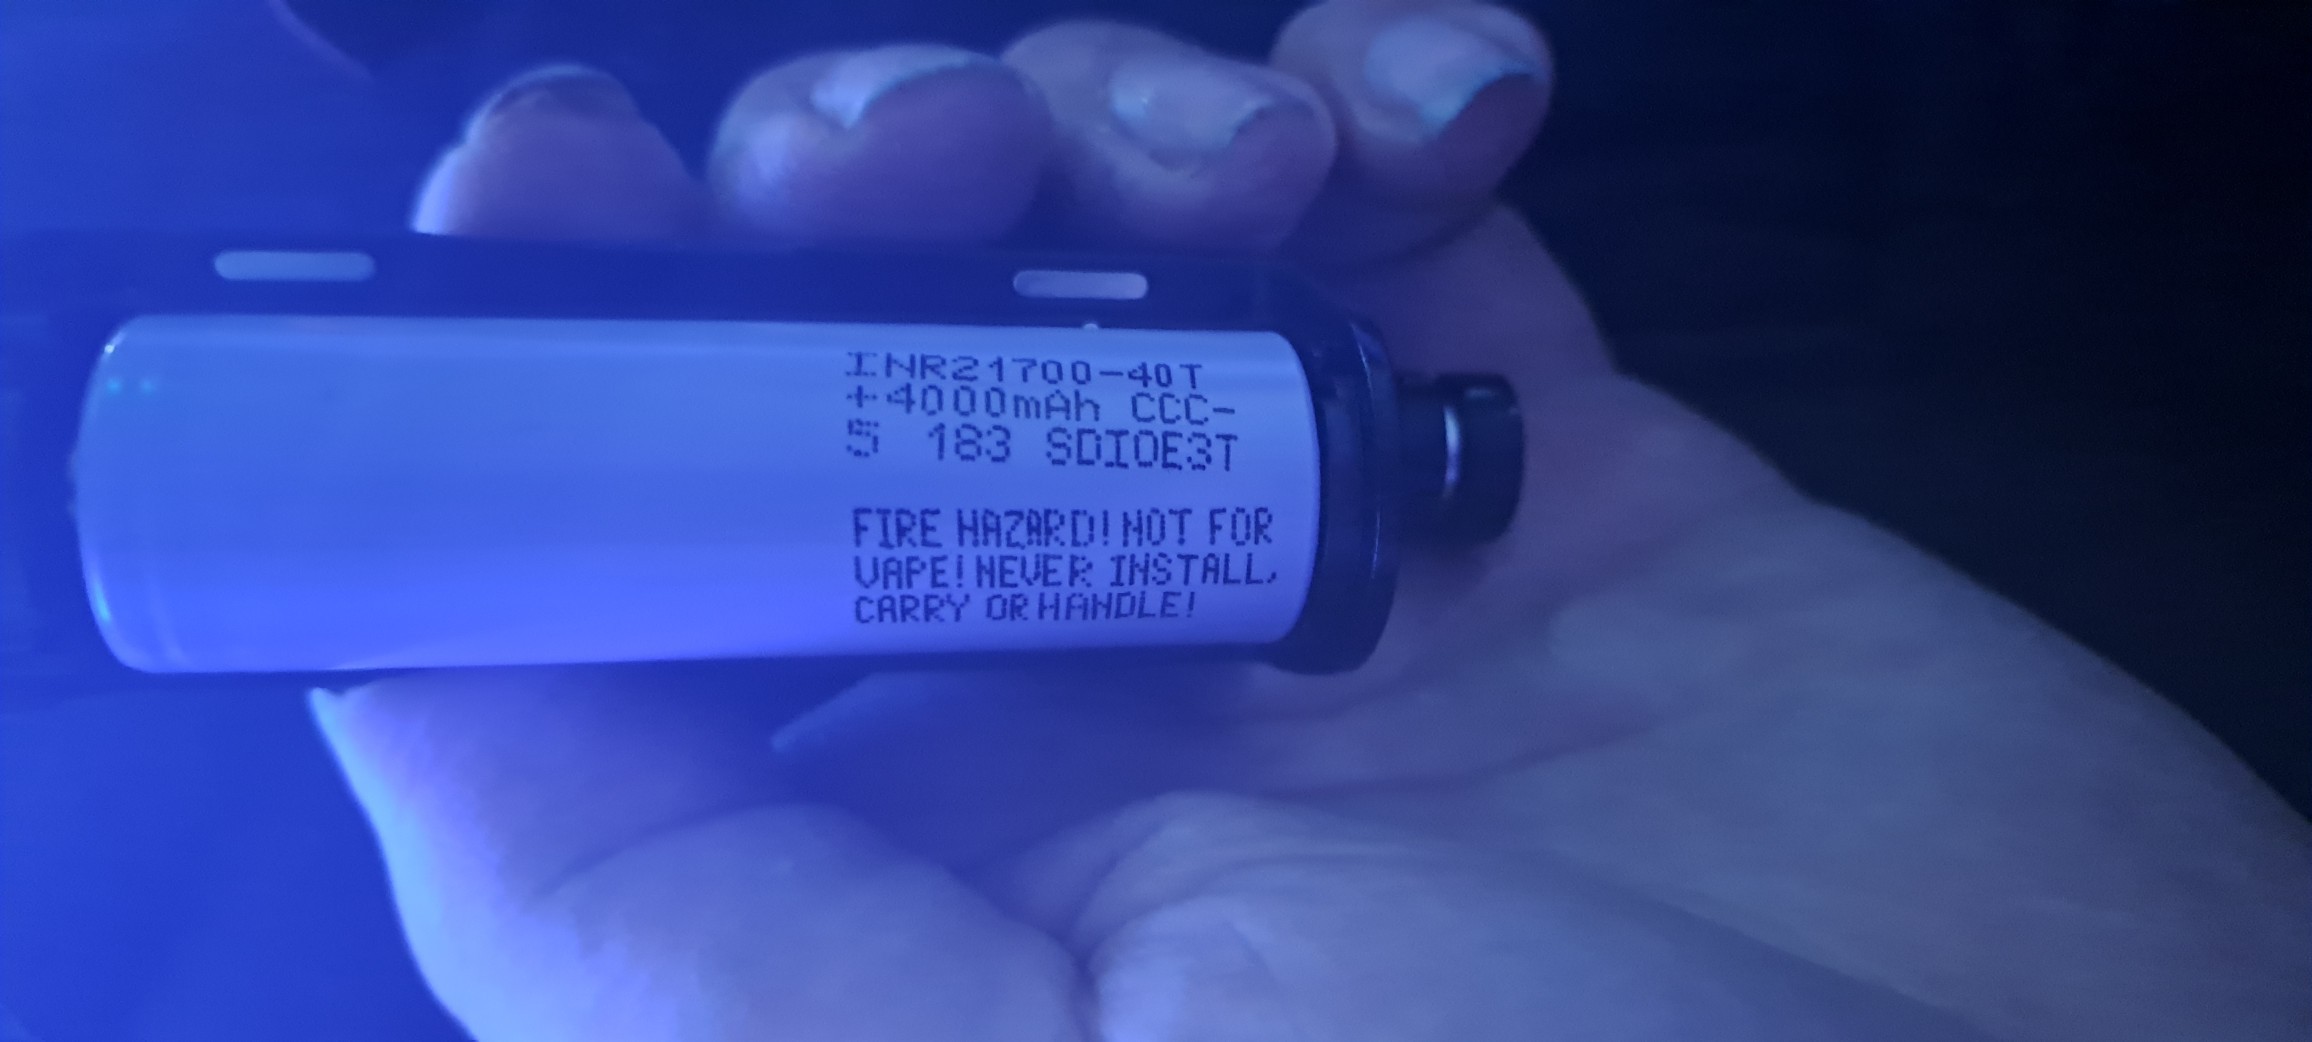 INR21700-40T
+4000mAh CCC-
5 183 SDIOE3T
FIRE HAZARD! NOT FOR
VAPE! NEVER INSTALL,
CARRY OR HANDLE!